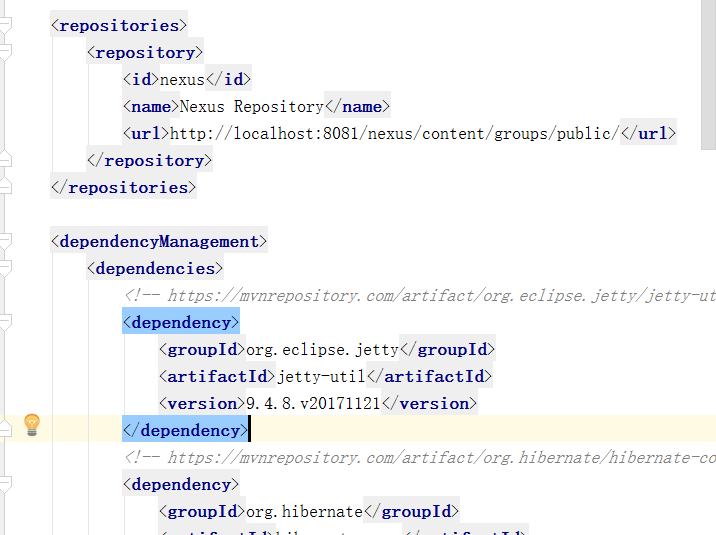 <repositories>
<repository>
<id>nexus</id>
<name>Nexus Repository</name>
<url>http://localhost:8081/nexus/content/groups/public/</url>
</repository>
</repositories>
<dependencyManagement>
<dependencies>
<!-- https://mvnrepository.com/artifact/org.eclipse.jetty/jetty-ut
<dependency>
<groupId>org.eclipse.jetty</groupId>
<artifactId>jetty-util</artifactId>
<version>9.4.8.v20171121</version>
</dependency>
<!-- https://mvnrepository.com/artifact/org.hibernate/hibernate-co
<dependency>
<groupId>org.hibernate</groupId>